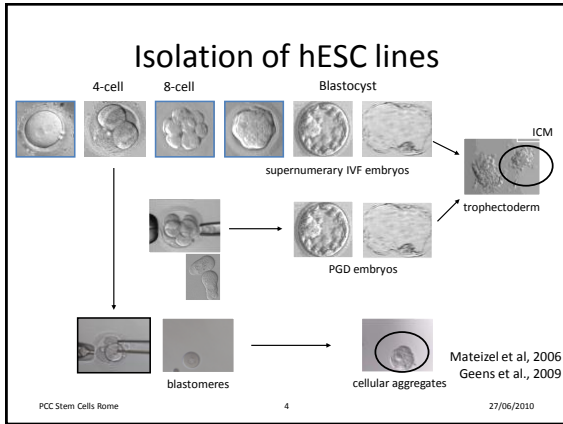 Isolation of hESC lines
4-cell
8-cell
Blastocyst
ICM
supernumerary IVF embryos
trophectoderm
PGD embryos
Mateizel et al, 2006
Geens et al., 2009
blastomeres
cellular aggregates
PCC Stem Cells Rome
4
27/06/2010